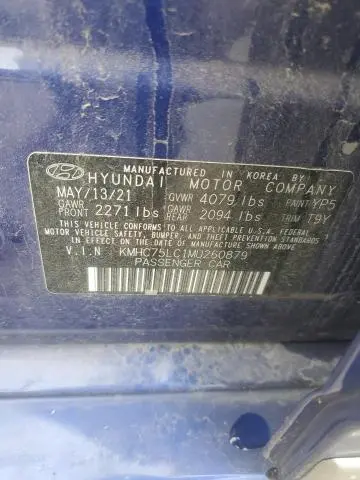 MANUFACTURED IN KOREA BY
HYUNDAI MOTOR COMPANY
MAY/13/21 GVWR 4079 lbs PAINT YP5
GAWR FRONT 2271 lbs GAWR REAR 2094 lbs TRIM T9Y
THIS VEHICLE CONFORMS TO ALL APPLICABLE U.S.A. FEDERAL
MOTOR VEHICLE SAFETY, BUMPER, AND THEFT PREVENTION
STANDARDS IN EFFECT ON THE DATE OF MANUFACTURE SHOWN ABOVE.
V.I.N KMHC75LC1MU260879
PASSENGER CAR